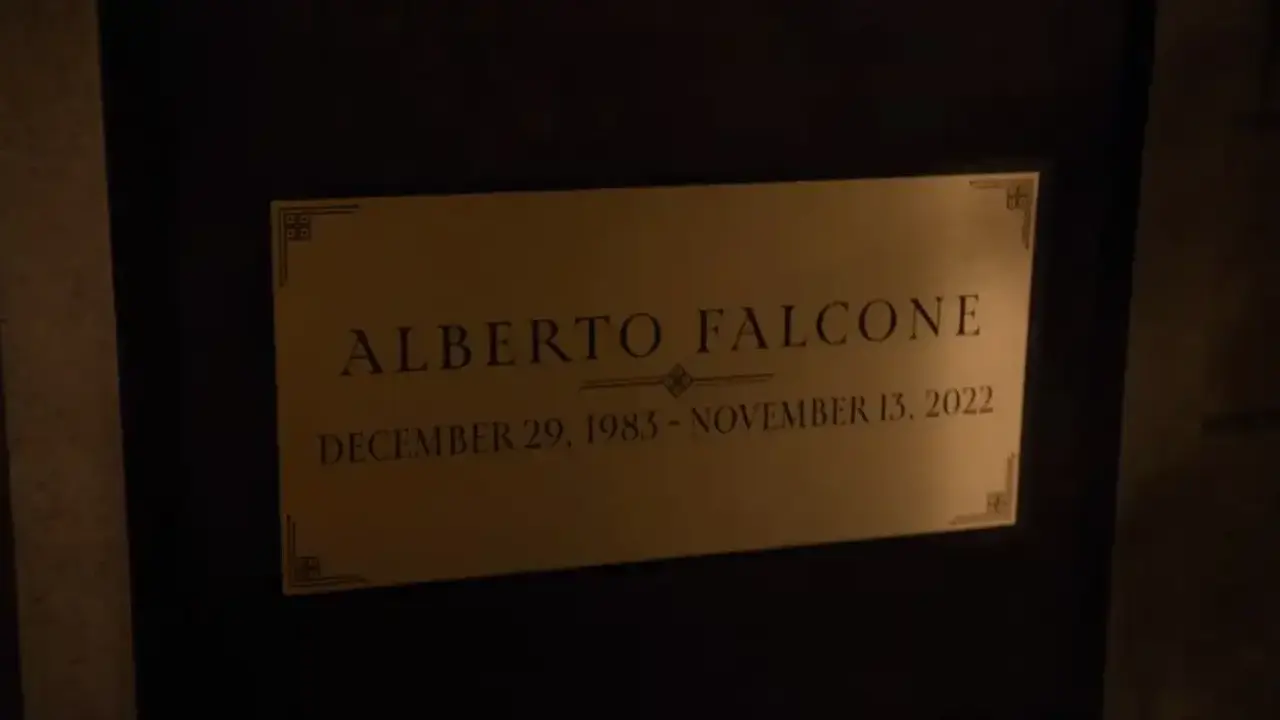 ALBERTO FALCONE
DECEMBER 29, 1983 - NOVEMBER 13, 2022